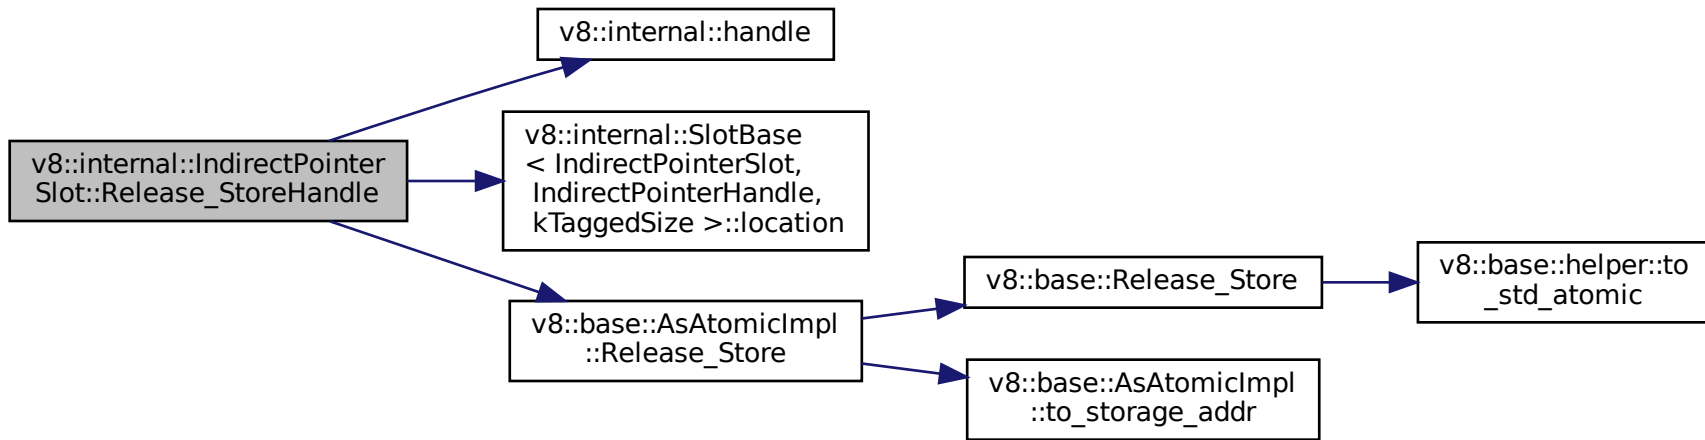 v8::internal::handle
v8::internal::IndirectPointer
Slot::Release_StoreHandle
v8::internal::SlotBase
< IndirectPointerSlot,
IndirectPointerHandle,
kTaggedSize >::location
v8::base::AsAtomicImpl
::Release_Store
v8::base::Release_Store
v8::base::helper::to
_std_atomic
v8::base::AsAtomicImpl
::to_storage_addr